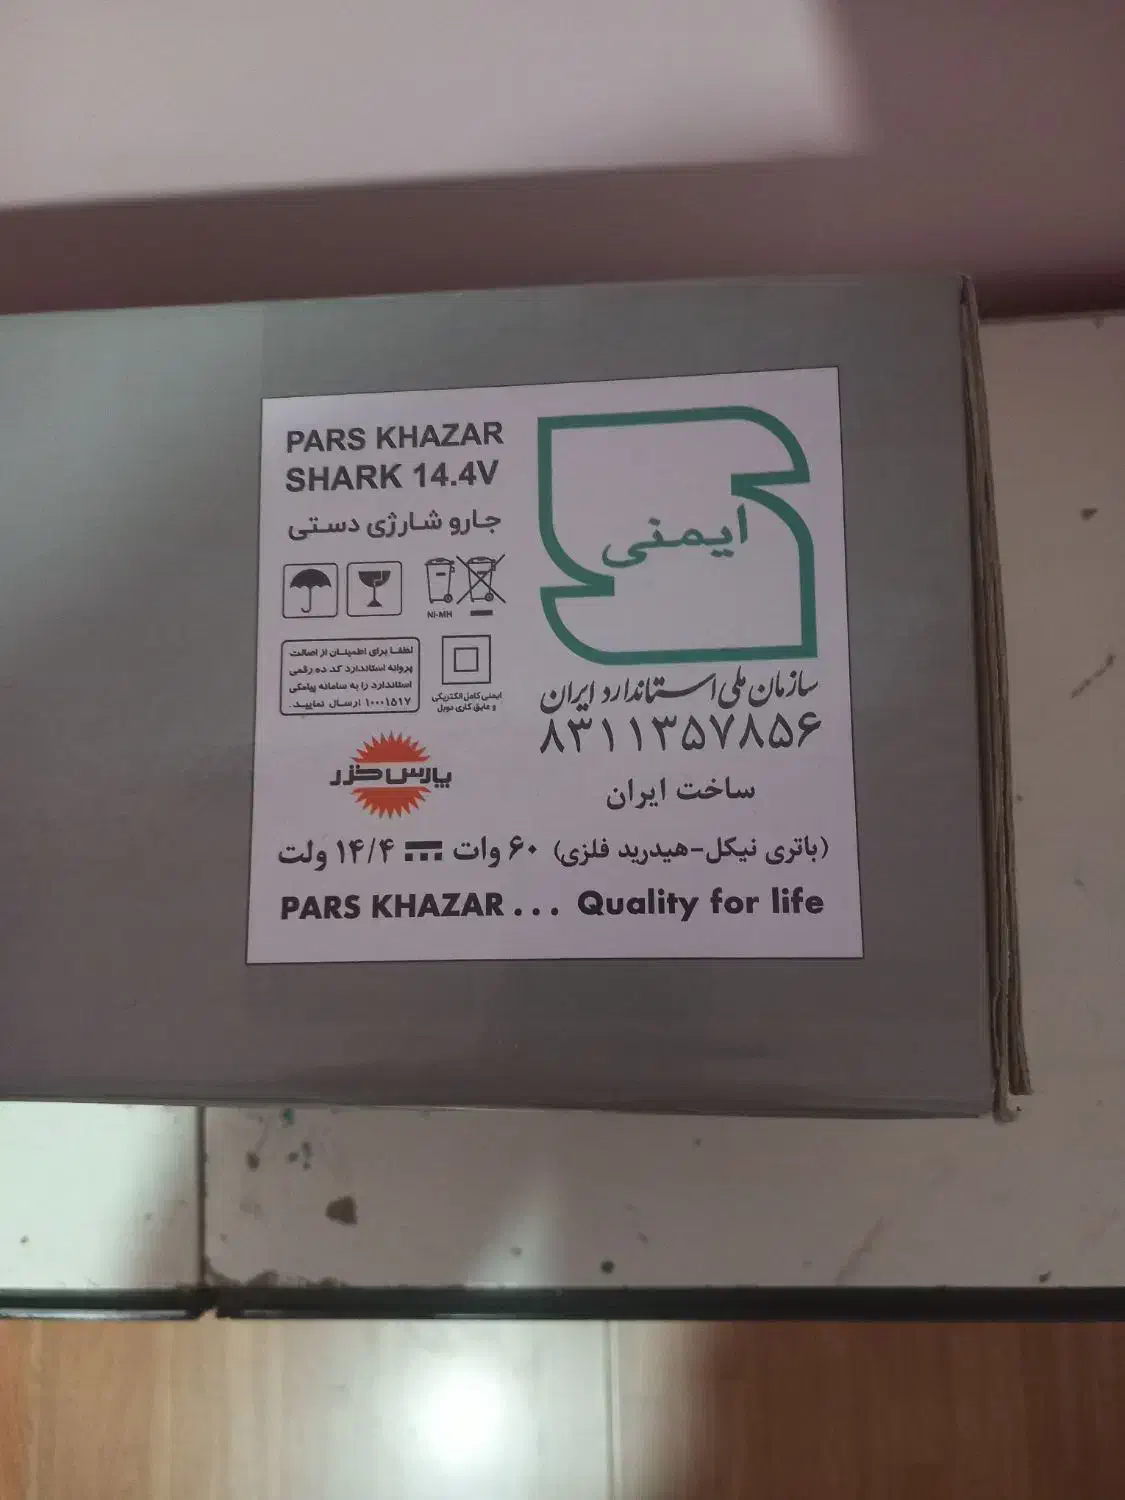 PARS KHAZAR
SHARK 14.4V
جارو شارژی دستی
NI-MH
لطفا برای اطمینان از اصالت
پروانه استاندارد کد ده رقمی
استاندارد را به سامانه پیامکی
۱۰۰۰۱۵۱۷ ارسال نمایید.
ایمنی کامل الکتریکی
و عایق کاری دوبل
پارس خزر
ایمنی
سازمان ملی استاندارد ایران
۸۳۱۱۳۵۷۸۵۶
ساخت ایران
(باتری نیکل-هیدرید فلزی) ۶۰ وات ۱۴/۴ ولت
PARS KHAZAR... Quality for life